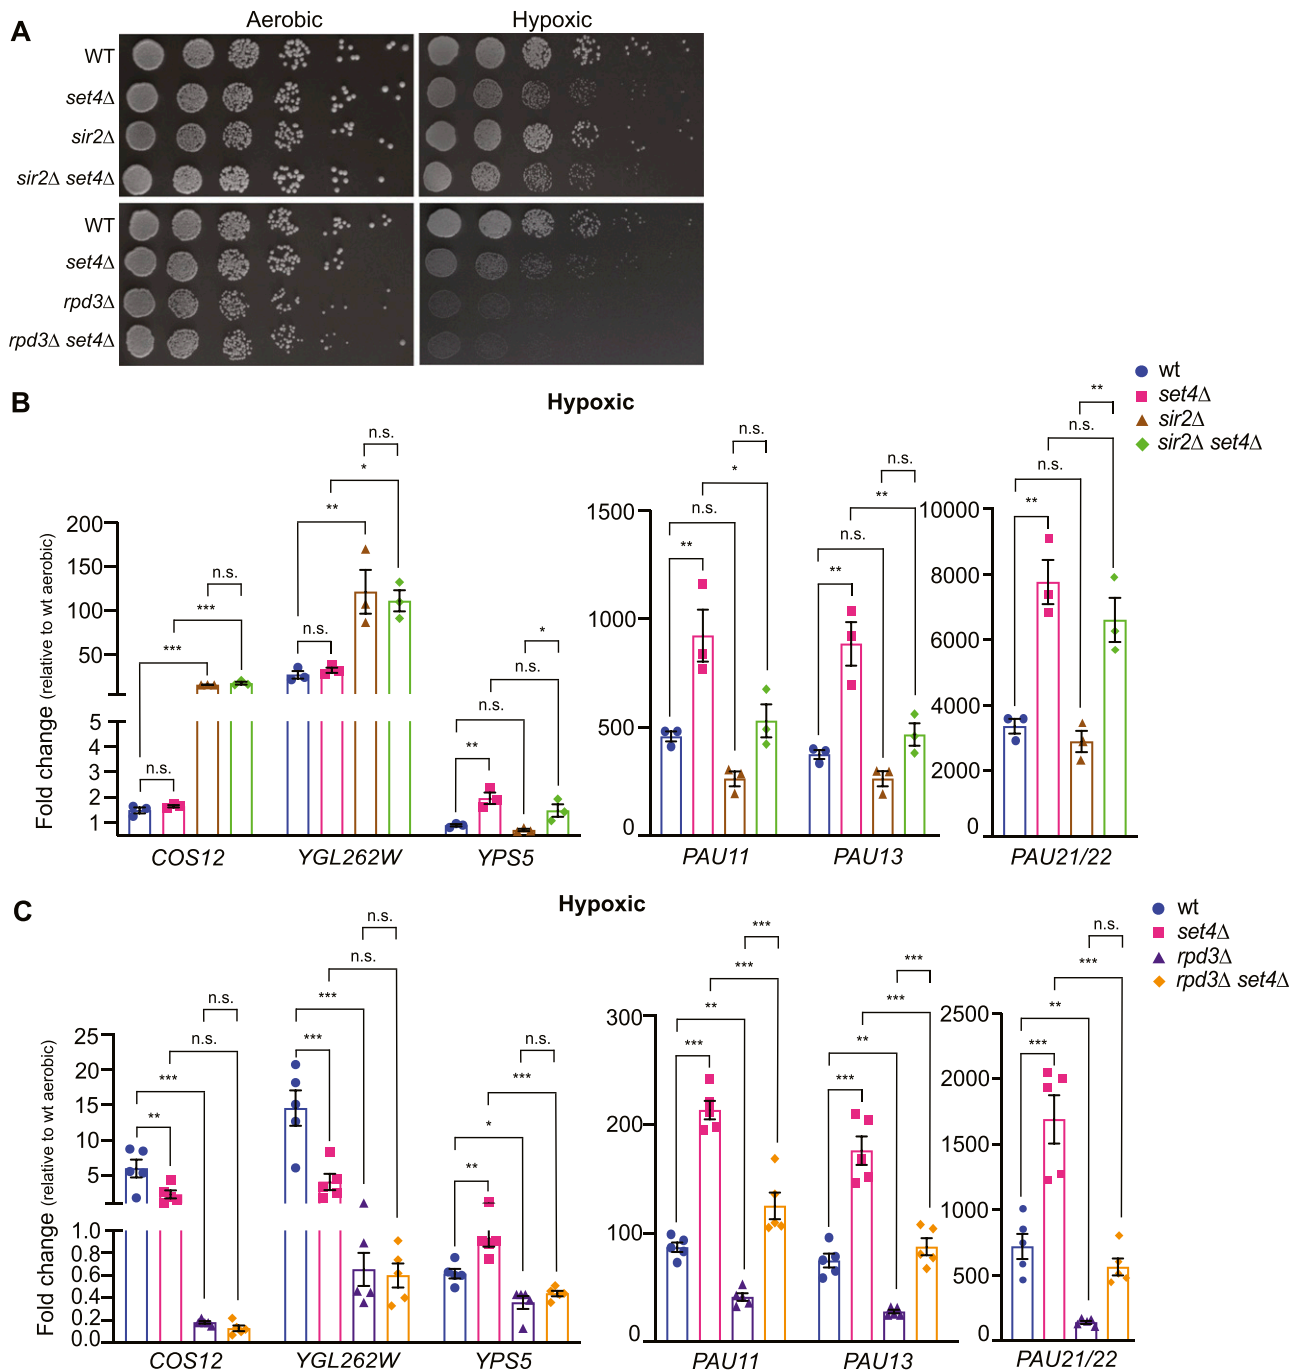 A
Aerobic
Hypoxic
WT
set4Δ
sir2Δ
sir2Δ set4Δ
WT
set4Δ
rpd3Δ
rpd3Δ set4Δ
B
Hypoxic
wt
set4Δ
sir2Δ
sir2Δ set4Δ
Fold change (relative to wt aerobic)
200
150
100
50
5
4
3
2
1
n.s.
***
***
n.s.
n.s.
*
**
n.s.
*
n.s.
n.s.
**
COS12
YGL262W
YPS5
1500
1000
500
0
n.s.
*
n.s.
**
n.s.
**
n.s.
**
PAU11
PAU13
10000
8000
6000
4000
2000
0
**
n.s.
n.s.
**
PAU21/22
C
Hypoxic
wt
set4Δ
rpd3Δ
rpd3Δ set4Δ
Fold change (relative to wt aerobic)
25
20
15
10
5
1.0
0.8
0.6
0.4
0.2
0.0
n.s.
n.s.
***
**
n.s.
n.s.
***
***
n.s.
***
*
**
COS12
YGL262W
YPS5
300
200
100
0
***
***
**
***
***
***
**
***
PAU11
PAU13
2500
2000
1500
1000
500
0
n.s.
***
**
***
PAU21/22